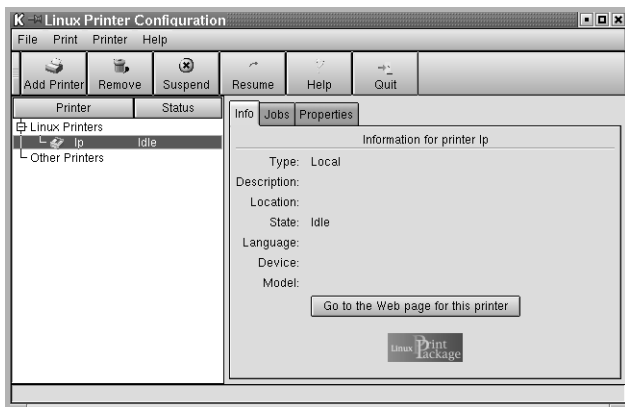 K Linux Printer Configuration
File Print Printer Help
Add Printer Remove Suspend Resume Help Quit
Printer Status
Linux Printers
lp Idle
Other Printers
Info Jobs Properties
Information for printer lp
Type: Local
Description:
Location:
State: Idle
Language:
Device:
Model:
Go to the Web page for this printer
Linux Print Package